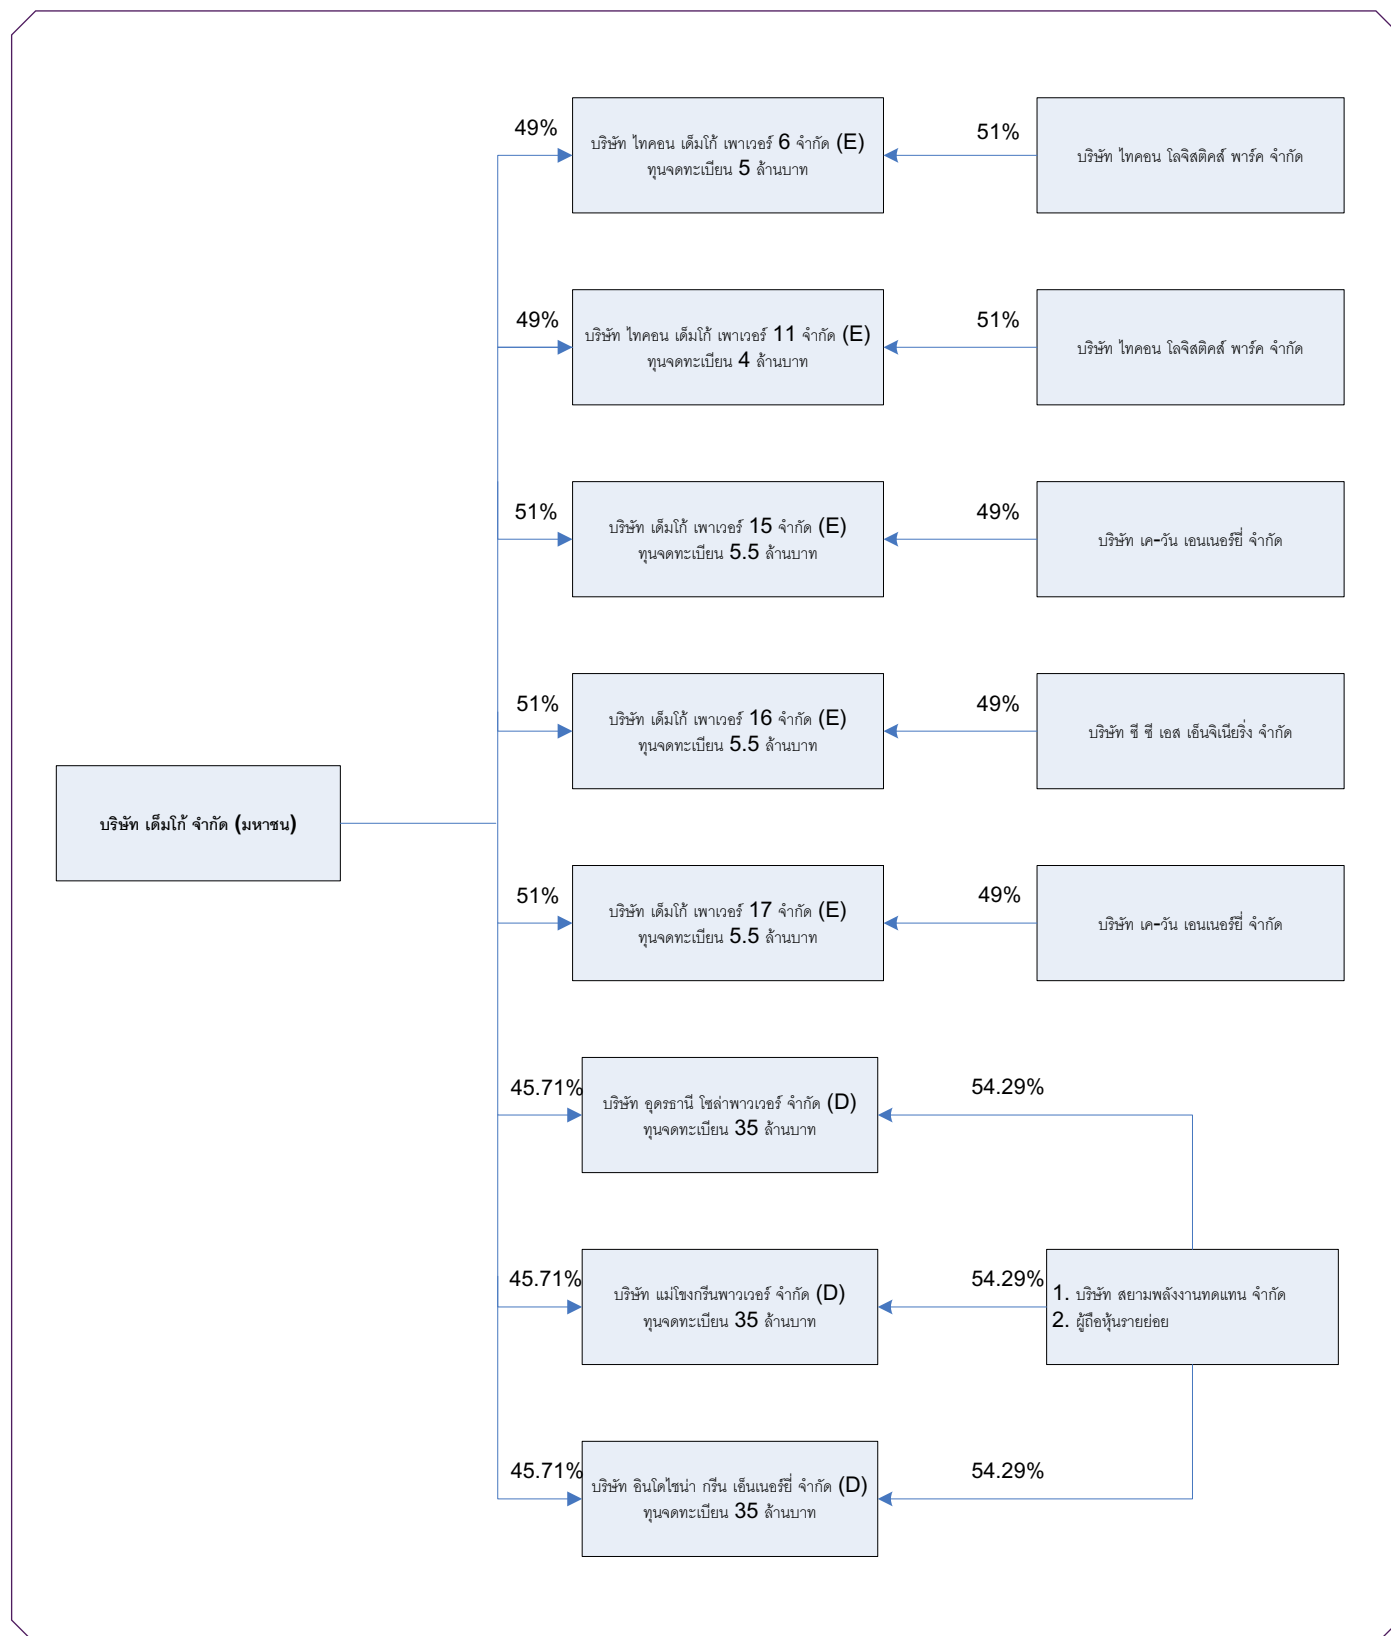 49%
บริษัท ไทคอน เด็มโก้ เพาเวอร์ 6 จำกัด (E)
ทุนจดทะเบียน 5 ล้านบาท
51%
บริษัท ไทคอน โลจิสติคส์ พาร์ค จำกัด
49%
บริษัท ไทคอน เด็มโก้ เพาเวอร์ 11 จำกัด (E)
ทุนจดทะเบียน 4 ล้านบาท
51%
บริษัท ไทคอน โลจิสติคส์ พาร์ค จำกัด
51%
บริษัท เด็มโก้ เพาเวอร์ 15 จำกัด (E)
ทุนจดทะเบียน 5.5 ล้านบาท
49%
บริษัท เค-วัน เอนเนอร์ยี่ จำกัด
51%
บริษัท เด็มโก้ เพาเวอร์ 16 จำกัด (E)
ทุนจดทะเบียน 5.5 ล้านบาท
49%
บริษัท ซี ซี เอส เอ็นจิเนียริ่ง จำกัด
บริษัท เด็มโก้ จำกัด (มหาชน)
51%
บริษัท เด็มโก้ เพาเวอร์ 17 จำกัด (E)
ทุนจดทะเบียน 5.5 ล้านบาท
49%
บริษัท เค-วัน เอนเนอร์ยี่ จำกัด
45.71%
บริษัท อุดรธานี โซล่าพาวเวอร์ จำกัด (D)
ทุนจดทะเบียน 35 ล้านบาท
54.29%
45.71%
บริษัท แม่โขงกรีนพาวเวอร์ จำกัด (D)
ทุนจดทะเบียน 35 ล้านบาท
54.29%
1. บริษัท สยามพลังงานทดแทน จำกัด
2. ผู้ถือหุ้นรายย่อย
45.71%
บริษัท อินโดไชน่า กรีน เอ็นเนอร์ยี่ จำกัด (D)
ทุนจดทะเบียน 35 ล้านบาท
54.29%